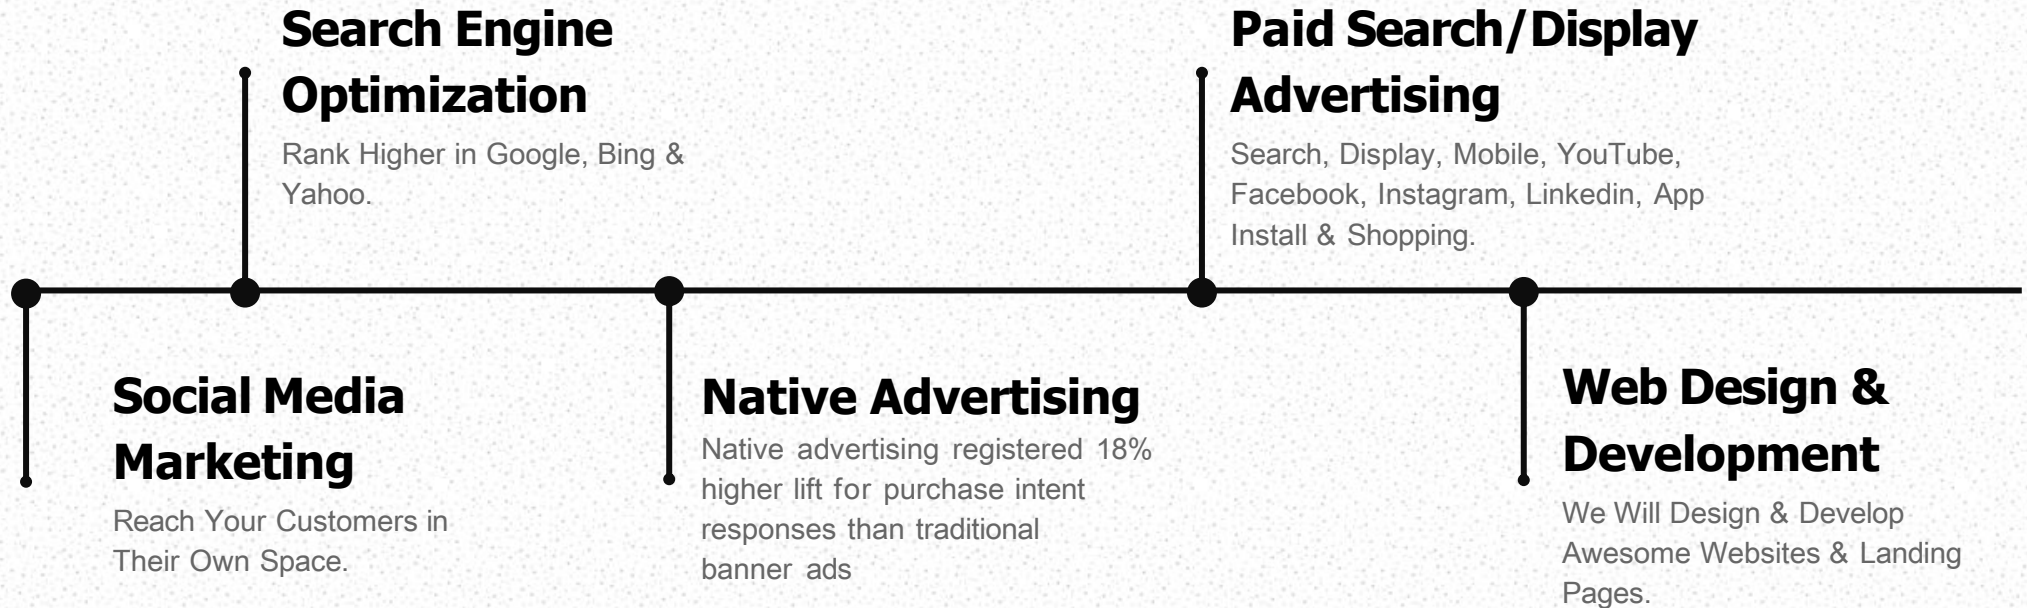 Search Engine
Optimization
Rank Higher in Google, Bing &
Yahoo.
Paid Search/Display
Advertising
Search, Display, Mobile, YouTube,
Facebook, Instagram, Linkedin, App
Install & Shopping.
Social Media
Marketing
Reach Your Customers in
Their Own Space.
Native Advertising
Native advertising registered 18%
higher lift for purchase intent
responses than traditional
banner ads
Web Design &
Development
We Will Design & Develop
Awesome Websites & Landing
Pages.